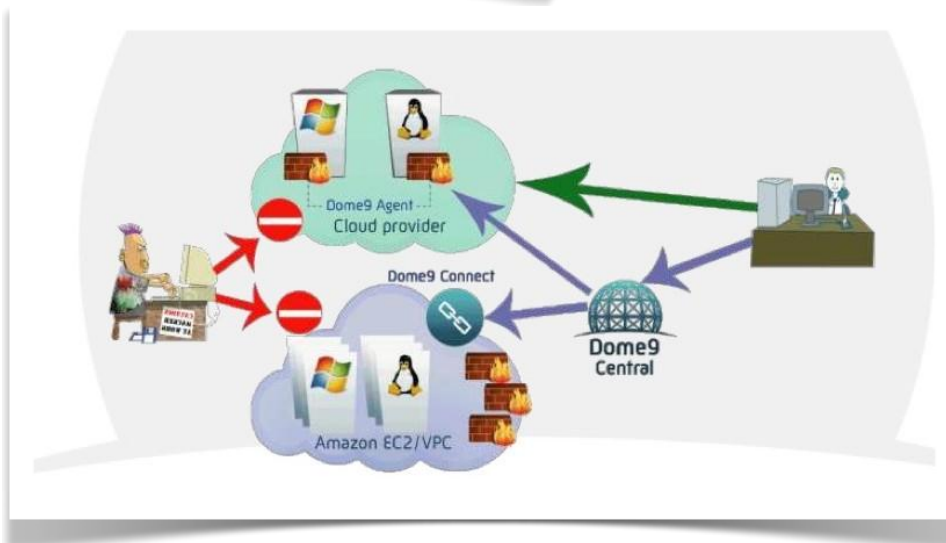 Dome9 Agent
Cloud provider
Dome9 Connect
Dome9
Central
Amazon EC2/VPC